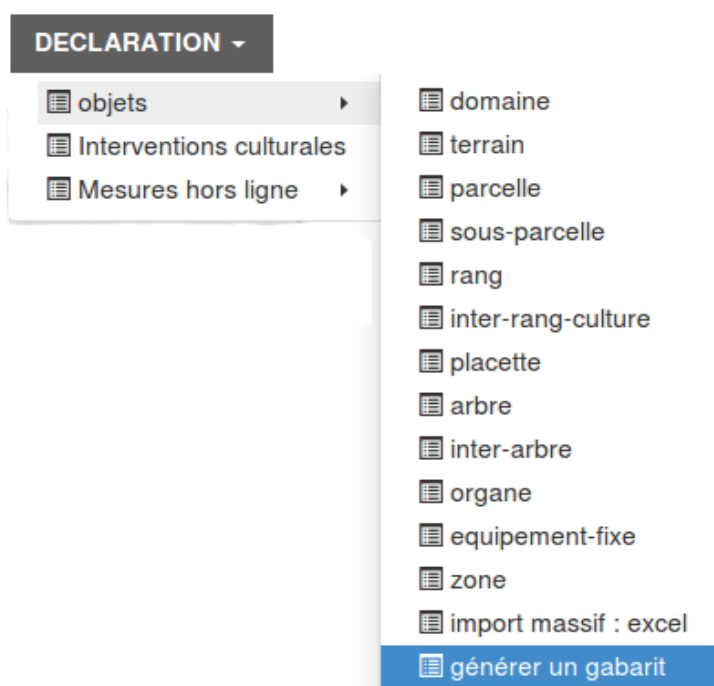 DECLARATION
objets
Interventions culturales
Mesures hors ligne
domaine
terrain
parcelle
sous-parcelle
rang
inter-rang-culture
placette
arbre
inter-arbre
organe
equipement-fixe
zone
import massif : excel
générer un gabarit